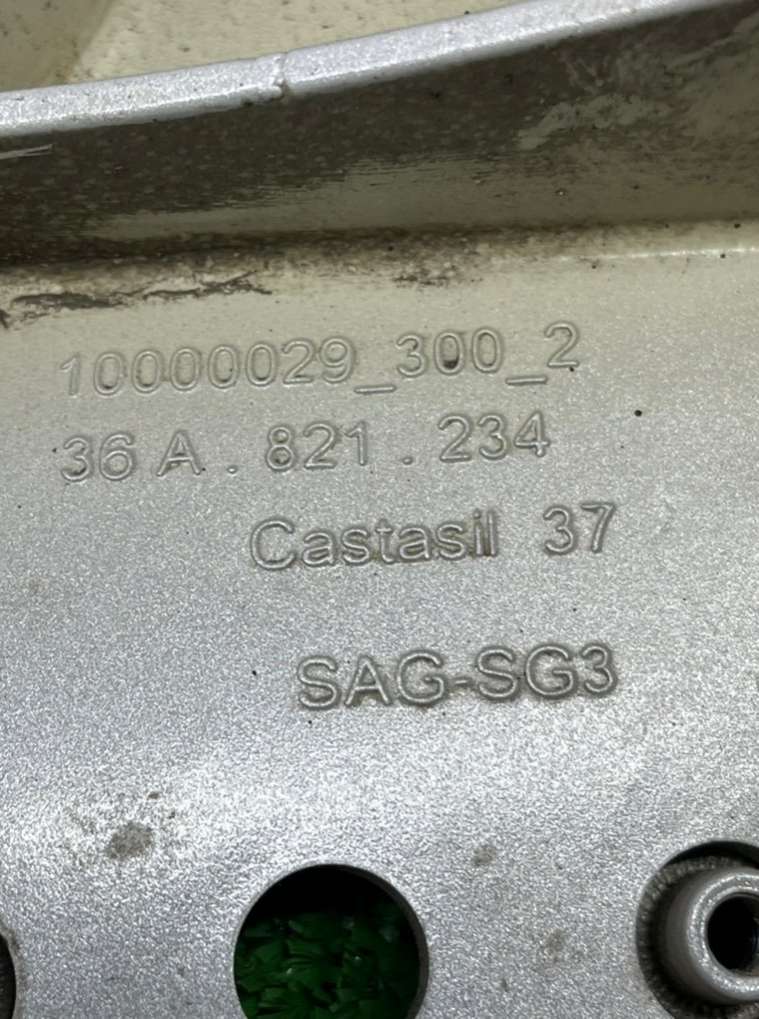 10000029_300_2
36 A . 821 . 234
Castasil 37
SAG-SG3